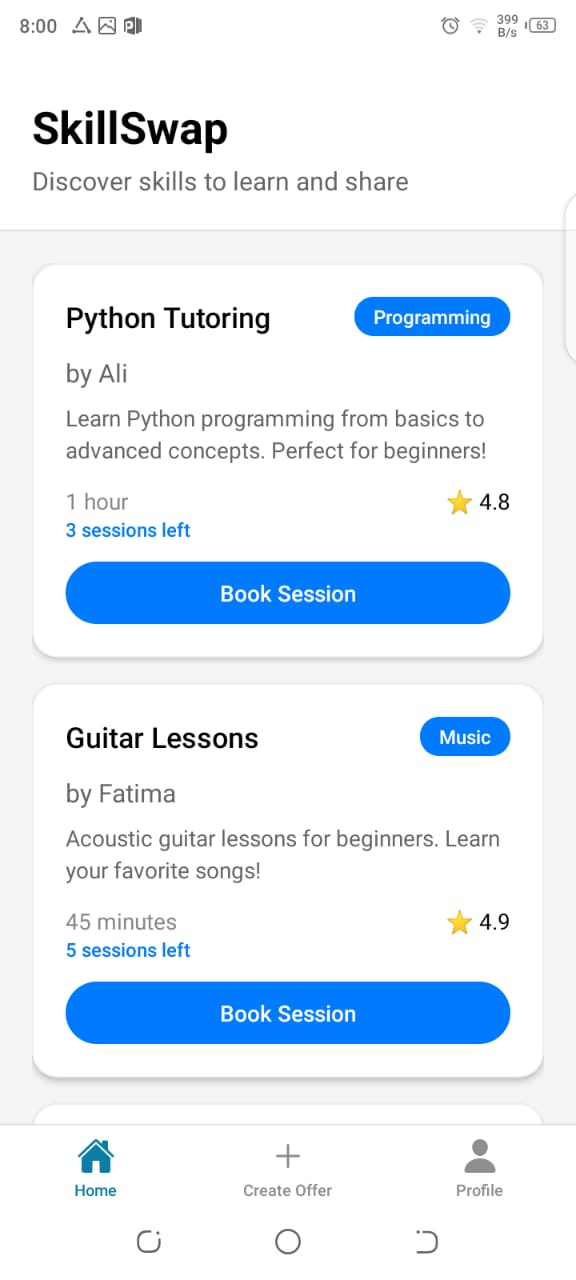 8:00
399
B/s
63
SkillSwap
Discover skills to learn and share
Python Tutoring
Programming
by Ali
Learn Python programming from basics to
advanced concepts. Perfect for beginners!
1 hour
4.8
3 sessions left
Book Session
Guitar Lessons
Music
by Fatima
Acoustic guitar lessons for beginners. Learn
your favorite songs!
45 minutes
4.9
5 sessions left
Book Session
Home
Create Offer
Profile